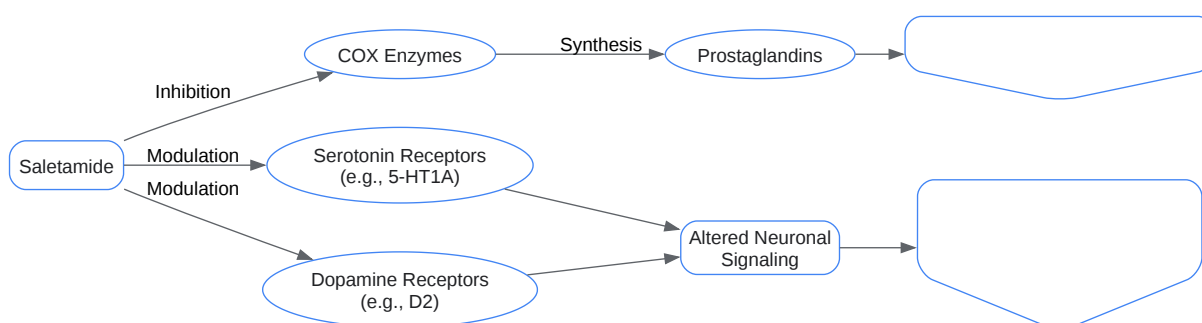 COX Enzymes
Synthesis
Prostaglandins
Inhibition
Saletamide
Modulation
Serotonin Receptors
(e.g., 5-HT1A)
Modulation
Altered Neuronal
Signaling
Dopamine Receptors
(e.g., D2)